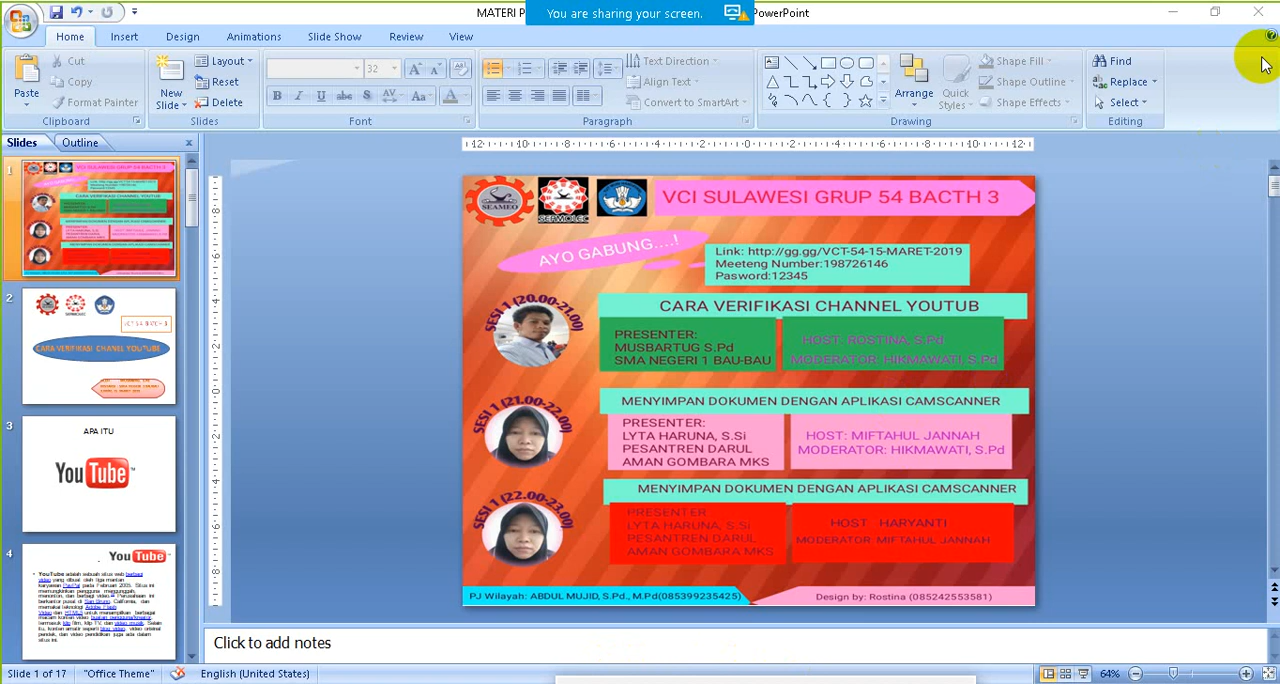 MATERI P
You are sharing your screen.
PowerPoint
Home
Insert
Design
Animations
Slide Show
Review
View
Paste
Cut
Copy
Format Painter
Clipboard
New Slide
Layout
Reset
Delete
Slides
32
Font
Text Direction
Align Text
Convert to SmartArt
Paragraph
Arrange
Quick Styles
Shape Fill
Shape Outline
Shape Effects
Drawing
Find
Replace
Select
Editing
Slides
Outline
1
2
CARA VERIFIKASI CHANEL YOUTUBE
3
APA ITU
YouTube
4
YouTube
SEAMEO
SEAMOLEC
VCI SULAWESI GRUP 54 BACTH 3
AYO GABUNG....!
Link: http://gg.gg/VCT-54-15-MARET-2019
Meeteng Number:198726146
Pasword:12345
SESI 1 (20.00-21.00)
CARA VERIFIKASI CHANNEL YOUTUB
PRESENTER:
MUSBARTUG S.Pd
SMA NEGERI 1 BAU-BAU
HOST: ROSTINA, S.Pd
MODERATOR: HIKMAWATI, S.Pd
SESI 1 (21.00-22.00)
MENYIMPAN DOKUMEN DENGAN APLIKASI CAMSCANNER
PRESENTER:
LYTA HARUNA, S.Si
PESANTREN DARUL
AMAN GOMBARA MKS
HOST: MIFTAHUL JANNAH
MODERATOR: HIKMAWATI, S.Pd
SESI 1 (22.00-23.00)
MENYIMPAN DOKUMEN DENGAN APLIKASI CAMSCANNER
PRESENTER
LYTA HARUNA, S.Si
PESANTREN DARUL
AMAN GOMBARA MKS
HOST HARYANTI
MODERATOR MIFTAHUL JANNAH
PJ Wilayah: ABDUL MUJID, S.Pd., M.Pd(085399235425)
Design by: Rostina (085242553581)
Click to add notes
Slide 1 of 17
"Office Theme"
English (United States)
64%